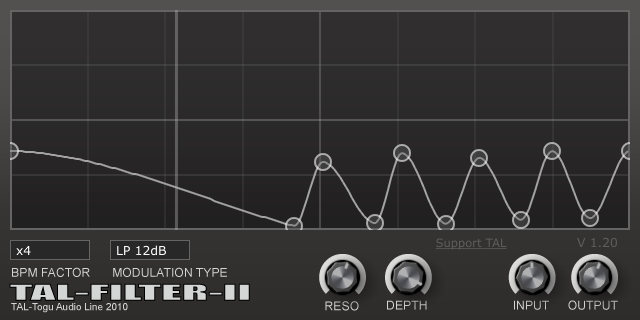 Support TAL
V 1.20
x4
LP 12dB
BPM FACTOR
MODULATION TYPE
TAL-FILTER-II
TAL-Togu Audio Line 2010
RESO
DEPTH
INPUT
OUTPUT